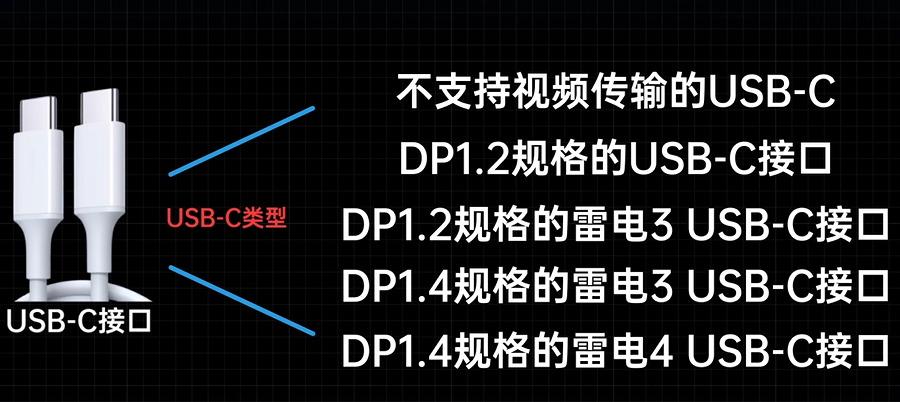 不支持视频传输的USB-C
DP1.2规格的USB-C接口
USB-C类型
DP1.2规格的雷电3 USB-C接口
DP1.4规格的雷电3 USB-C接口
USB-C接口
DP1.4规格的雷电4 USB-C接口